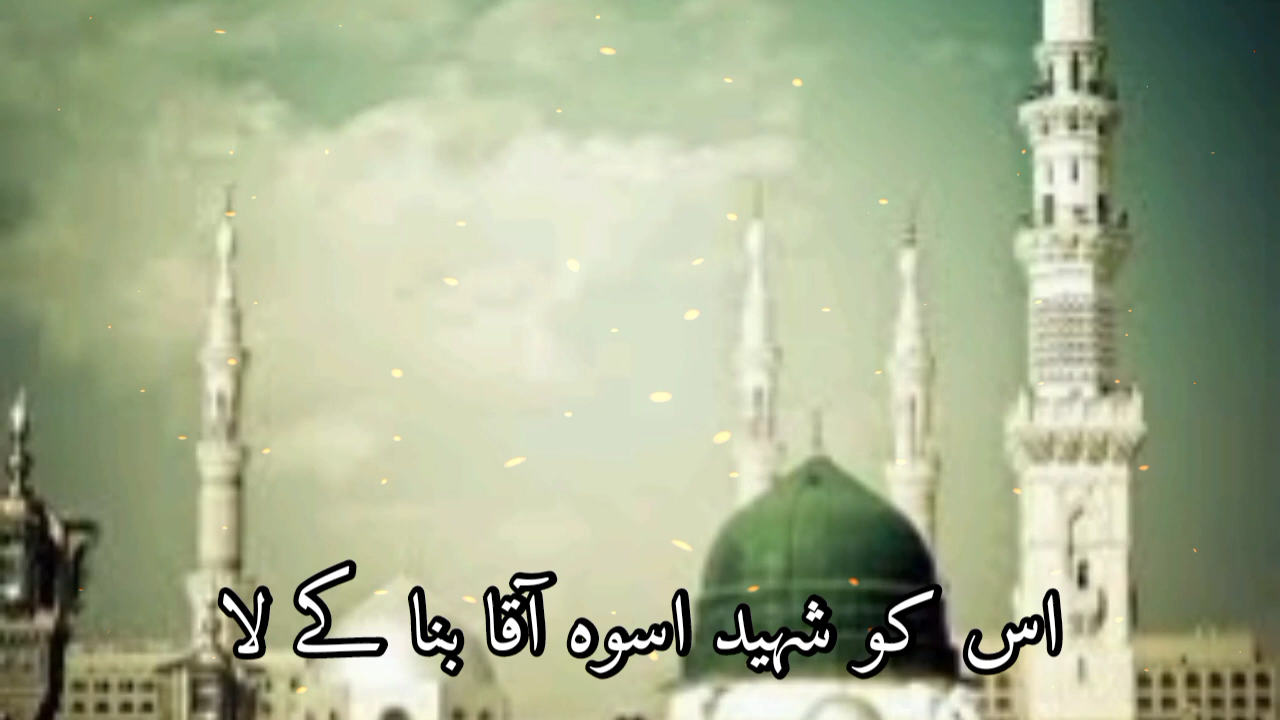 اس کو شہید اسوہ آقا بنا کے لا